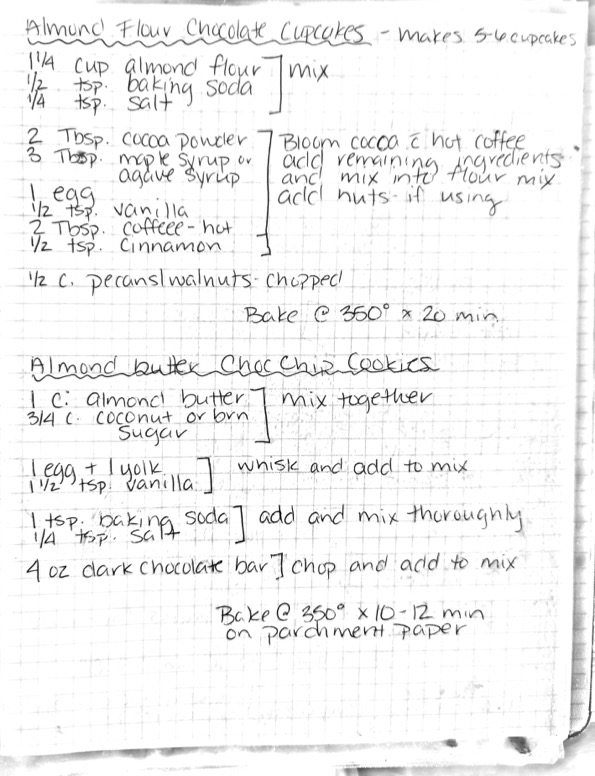 Almond Flour Chocolate Cupcakes - makes 5-6 cupcakes
1 1/4 cup almond flour ] mix
1/2 tsp. baking soda
1/4 tsp. salt
2 Tbsp. cocoa powder ] Bloom cocoa c̄ hot coffee
3 Tbsp. maple syrup or add remaining ingredients
agave syrup and mix into flour mix
1 egg add nuts if using
1/2 tsp. vanilla
2 Tbsp. coffeee - hot
1/2 tsp. cinnamon
1/2 c. pecans/walnuts - chopped
Bake @ 350° x 20 min
Almond butter Choc Chip Cookies
1 c. almond butter ] mix together
3/4 c. coconut or brn
sugar
1 egg + 1 yolk ] whisk and add to mix
1 1/2 tsp. vanilla
1 tsp. baking soda ] add and mix thoroughly
1/4 tsp. salt
4 oz dark chocolate bar ] chop and add to mix
Bake @ 350° x 10-12 min
on parchment paper